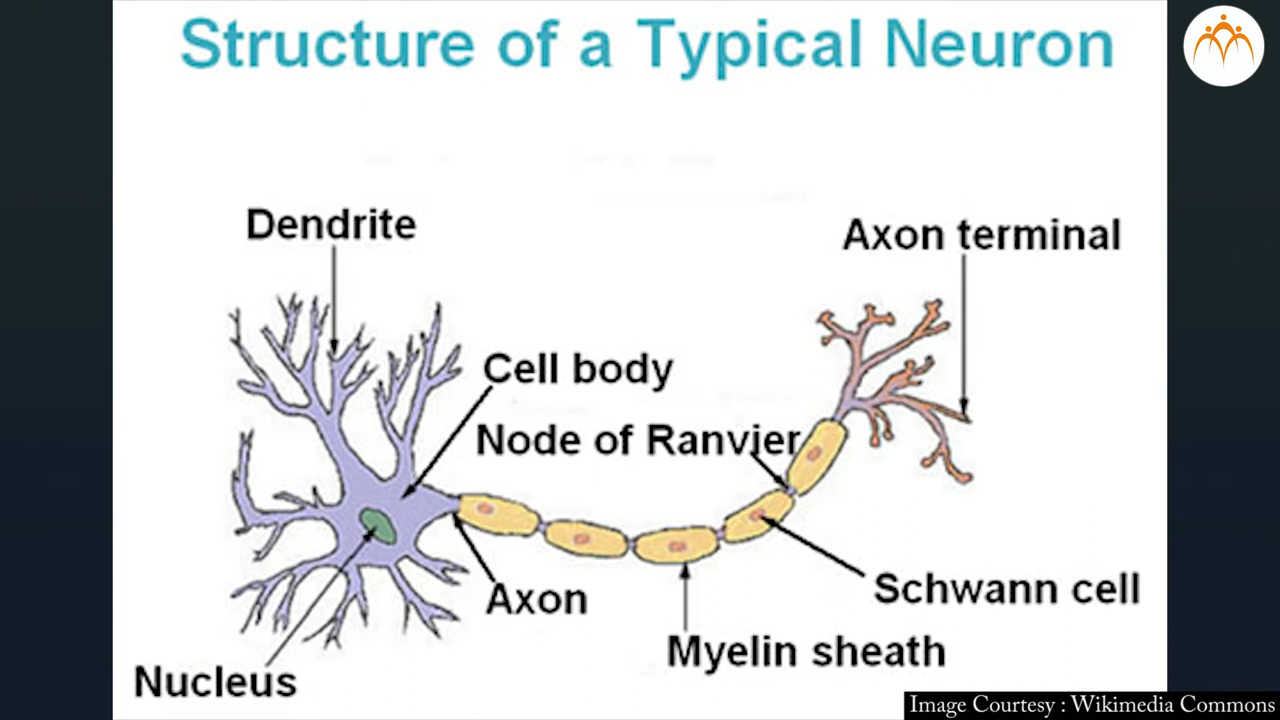 Structure of a Typical Neuron
Dendrite
Axon terminal
Cell body
Node of Ranvier
Axon
Schwann cell
Myelin sheath
Nucleus
Image Courtesy : Wikimedia Commons